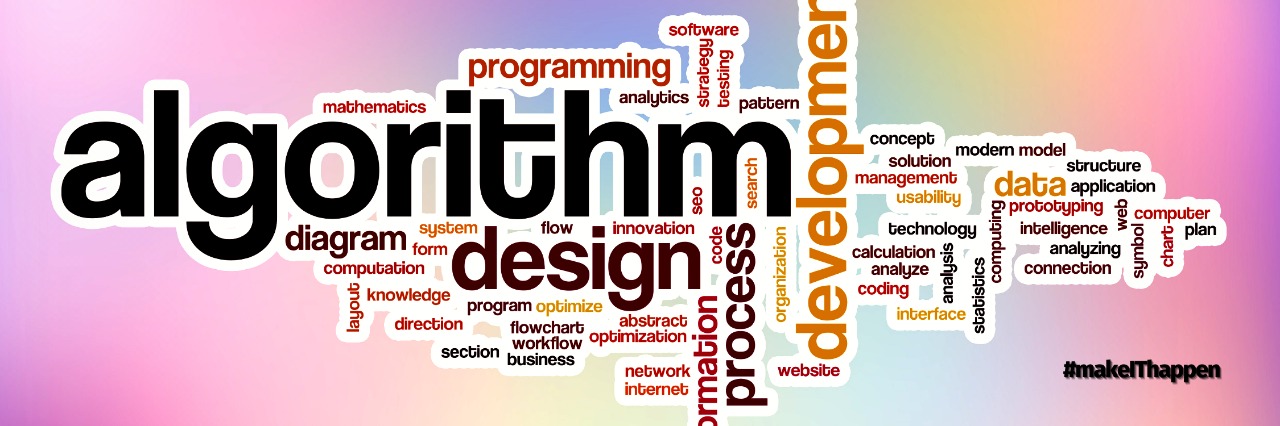 software
strategy
testing
programming
mathematics
analytics
pattern
algorithm
search
seo
developmen
concept
modern model
solution
management
usability
structure
data
application
prototyping
web
computer
technology
computing
intelligence
symbol
chart
plan
analyzing
connection
calculation
analyze
analysis
coding
statistics
interface
diagram
system
form
flow
innovation
code
computation
design
process
organization
layout
knowledge
program
optimize
direction
flowchart
abstract
optimization
workflow
section
business
ormation
network
internet
website
#makeIThappen